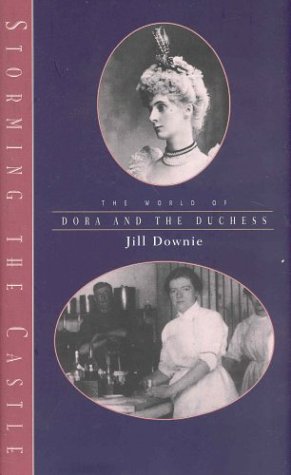 STORMING THE CASTLE
THE WORLD OF
DORA AND THE DUCHESS
Jill Downie